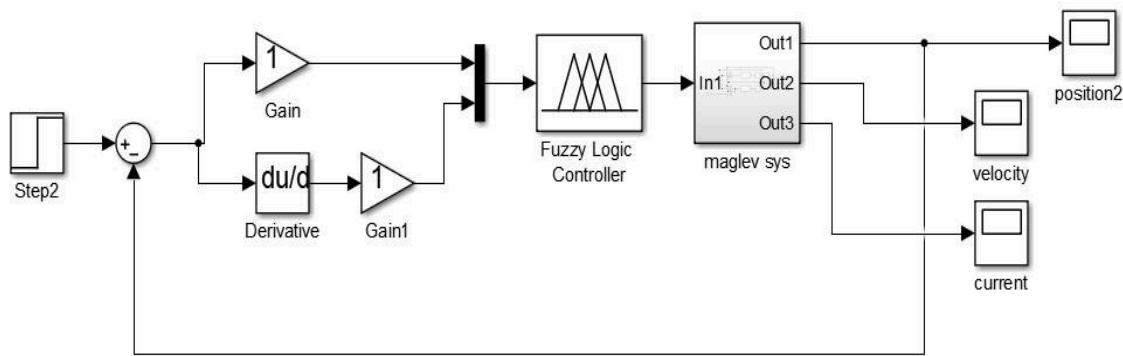 Step2
+
−
1
Gain
du/d
Derivative
1
Gain1
Fuzzy Logic
Controller
In1
Out1
Out2
Out3
maglev sys
position2
velocity
current